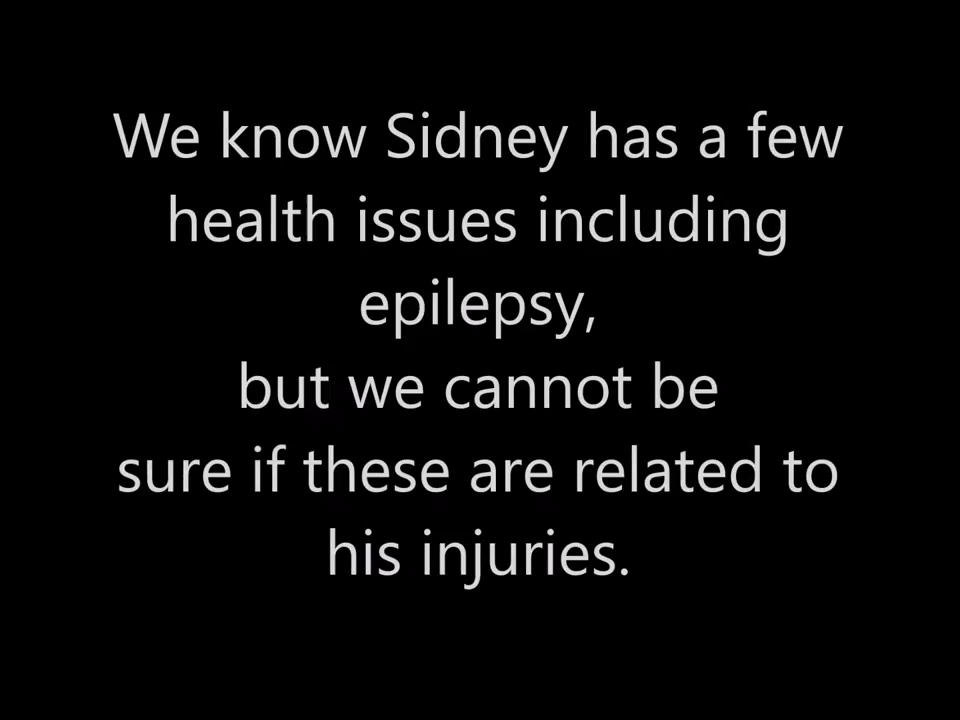 We know Sidney has a few
health issues including
epilepsy,
but we cannot be
sure if these are related to
his injuries.